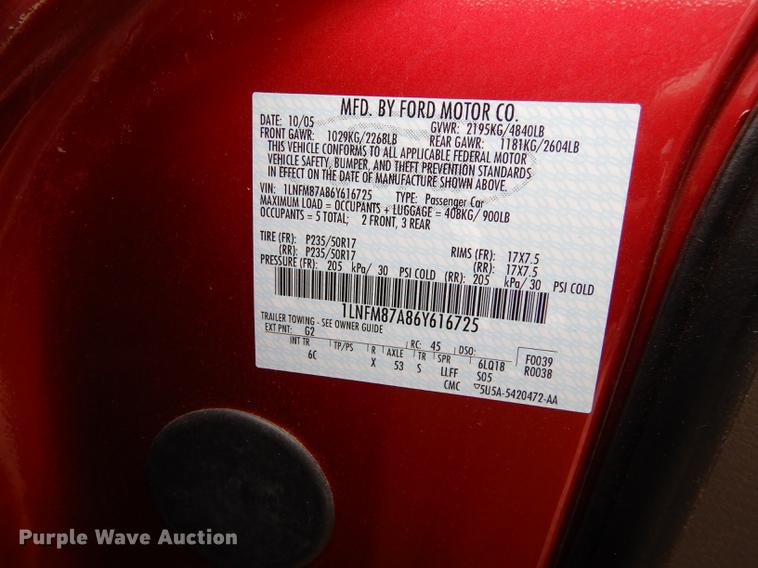 MFD. BY FORD MOTOR CO.
DATE: 10/05 GVWR: 2195KG/4840LB
FRONT GAWR: 1029KG/2268LB REAR GAWR: 1181KG/2604LB
THIS VEHICLE CONFORMS TO ALL APPLICABLE FEDERAL MOTOR
VEHICLE SAFETY, BUMPER, AND THEFT PREVENTION STANDARDS
IN EFFECT ON THE DATE OF MANUFACTURE SHOWN ABOVE.
VIN: 1LNFM87A86Y616725 TYPE: Passenger Car
MAXIMUM LOAD = OCCUPANTS + LUGGAGE = 408KG/900LB
OCCUPANTS = 5 TOTAL; 2 FRONT, 3 REAR
TIRE (FR): P235/50R17 RIMS (FR): 17X7.5
(RR): P235/50R17 (RR): 17X7.5
PRESSURE (FR): 205 kPa/ 30 PSI COLD (RR): 205 kPa/ 30 PSI COLD
1LNFM87A86Y616725
TRAILER TOWING - SEE OWNER GUIDE
EXT PNT: G2 RC: 45 DSO: F0039
INT TR TP/PS R AXLE TR SPR 6LQ18 R0038
6C X 53 S LLFF S05
CMC 5U5A-5420472-AA
Purple Wave Auction